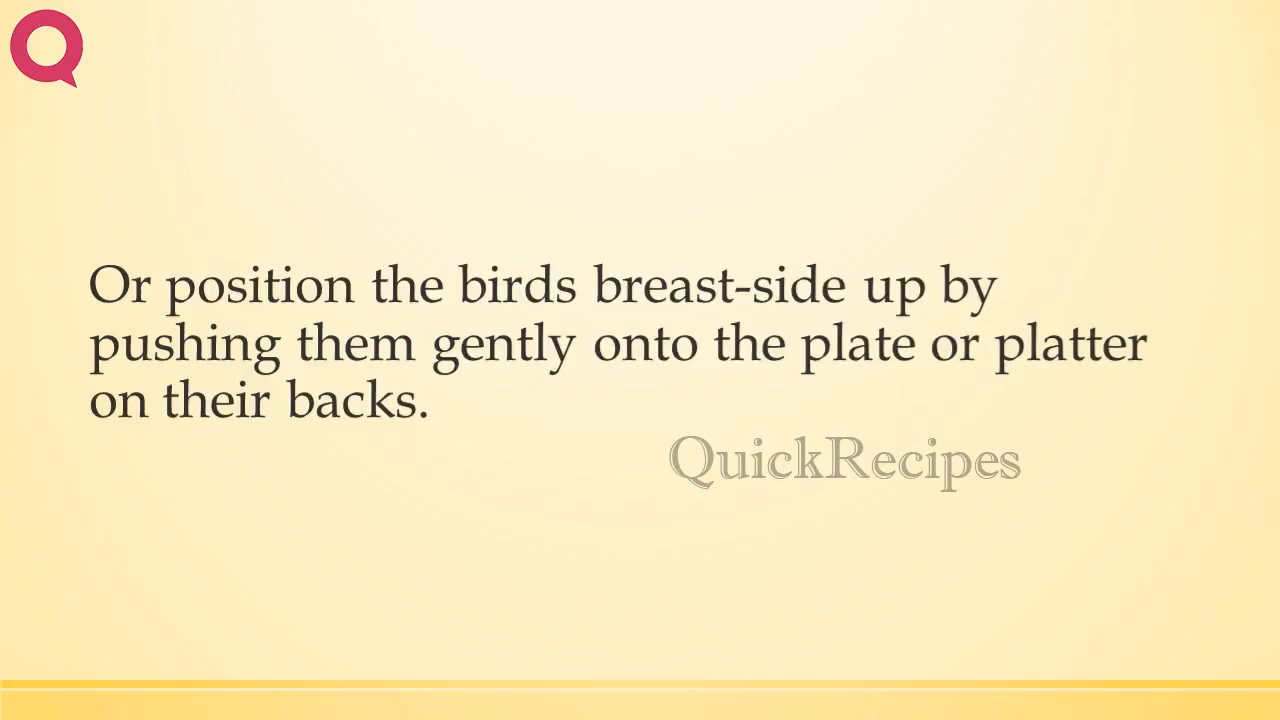 Or position the birds breast-side up by
pushing them gently onto the plate or platter
on their backs.
QuickRecipes